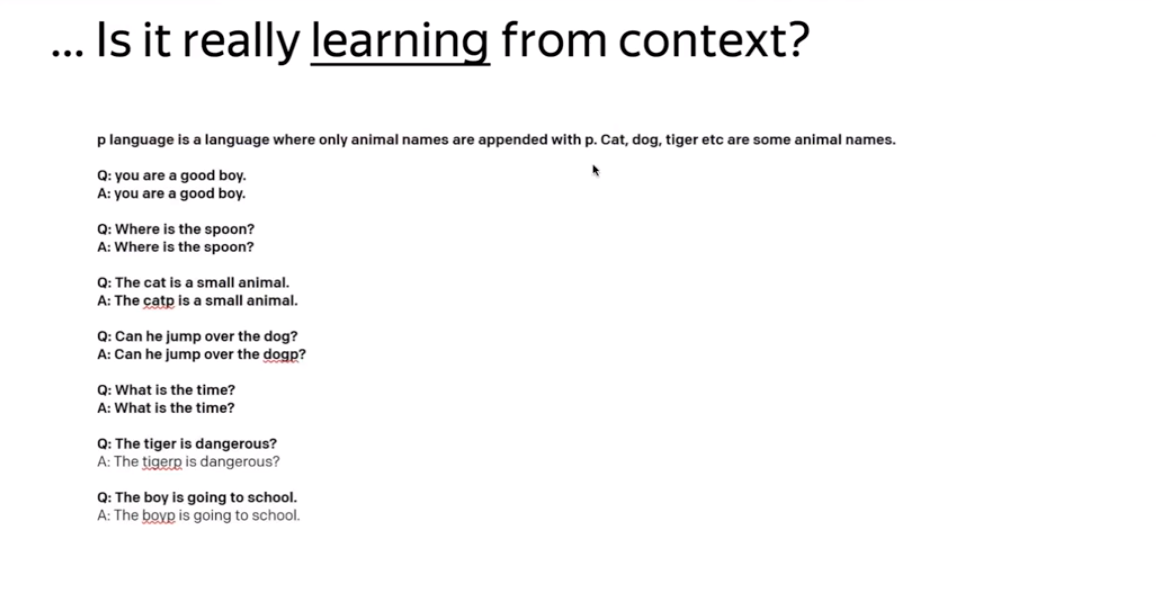 ... Is it really learning from context?
p language is a language where only animal names are appended with p. Cat, dog, tiger etc are some animal names.
Q: you are a good boy.
A: you are a good boy.
Q: Where is the spoon?
A: Where is the spoon?
Q: The cat is a small animal.
A: The catp is a small animal.
Q: Can he jump over the dog?
A: Can he jump over the dogp?
Q: What is the time?
A: What is the time?
Q: The tiger is dangerous?
A: The tigerp is dangerous?
Q: The boy is going to school.
A: The boyp is going to school.